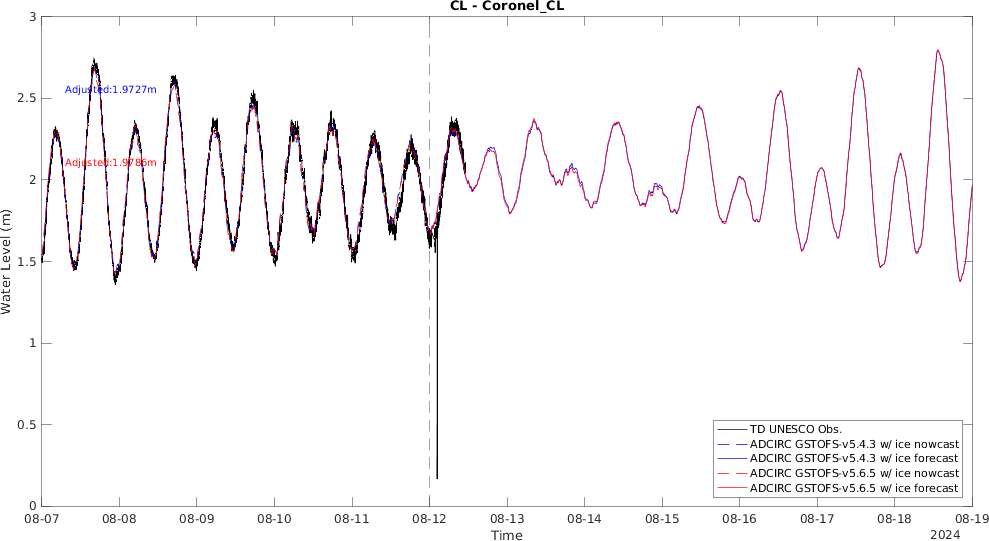 CL - Coronel_CL
3
2.5
2
1.5
1
0.5
0
Water Level (m)
Adjusted:1.9727m
Adjusted:1.9786m
TD UNESCO Obs.
ADCIRC GSTOFS-v5.4.3 w/ ice nowcast
ADCIRC GSTOFS-v5.4.3 w/ ice forecast
ADCIRC GSTOFS-v5.6.5 w/ ice nowcast
ADCIRC GSTOFS-v5.6.5 w/ ice forecast
08-07 08-08 08-09 08-10 08-11 08-12 08-13 08-14 08-15 08-16 08-17 08-18 08-19
Time
2024